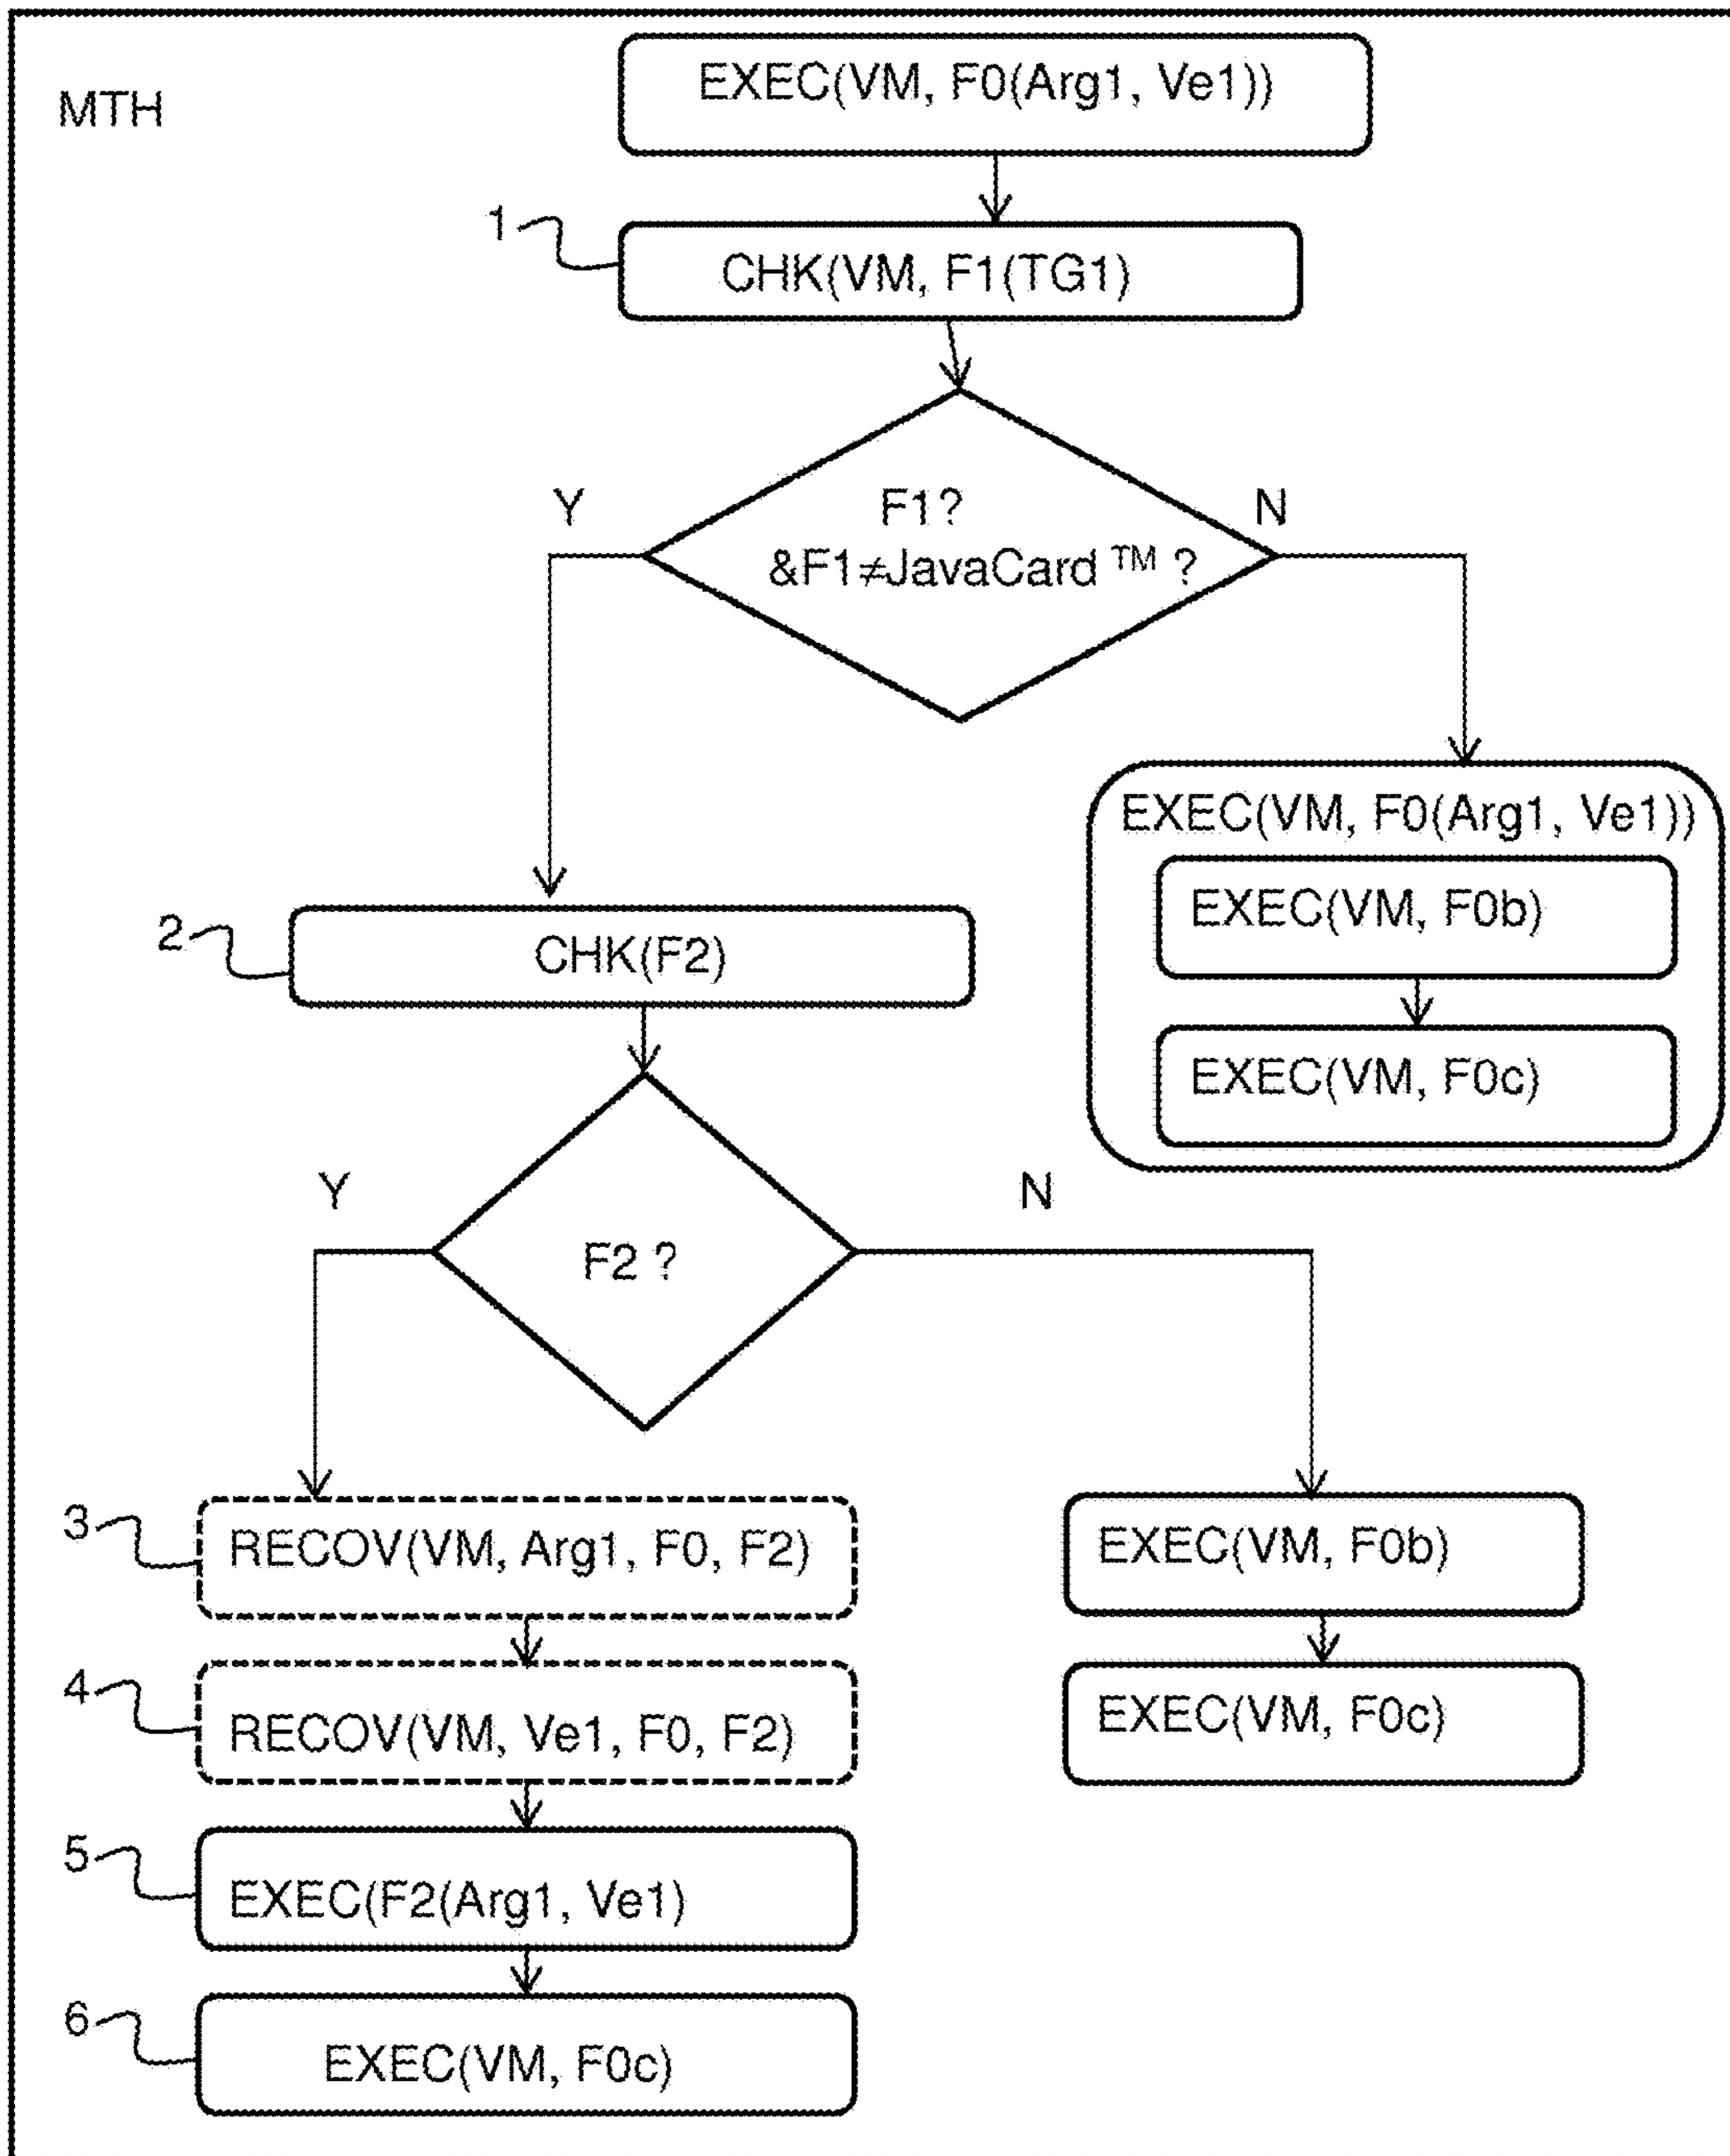 MTH
EXEC(VM, F0(Arg1, Ve1))
1
CHK(VM, F1(TG1)
Y
F1?
N
&F1≠JavaCard TM ?
EXEC(VM, F0(Arg1, Ve1))
EXEC(VM, F0b)
EXEC(VM, F0c)
2
CHK(F2)
Y
N
F2 ?
3
RECOV(VM, Arg1, F0, F2)
4
RECOV(VM, Ve1, F0, F2)
5
EXEC(F2(Arg1, Ve1)
6
EXEC(VM, F0c)
EXEC(VM, F0b)
EXEC(VM, F0c)